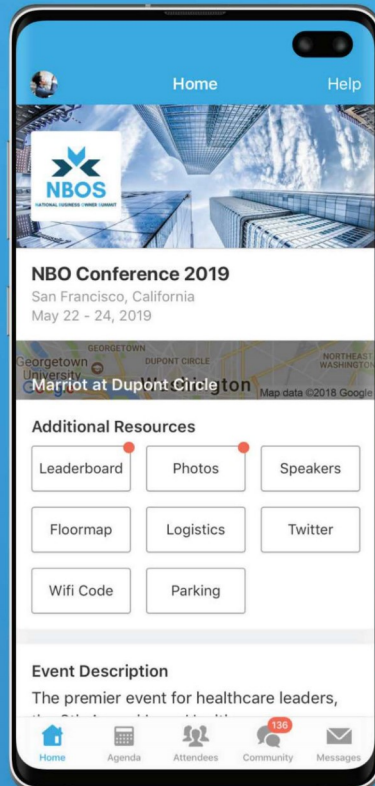 Home
Help
NBOS
NATIONAL BUSINESS OWNER SUMMIT
NBO Conference 2019
San Francisco, California
May 22 - 24, 2019
GEORGETOWN
Georgetown
University
DUPONT CIRCLE
NORTHEAST
WASHINGTON
Marriot at Dupont Circle
Map data ©2018 Google
Additional Resources
Leaderboard
Photos
Speakers
Floormap
Logistics
Twitter
Wifi Code
Parking
Event Description
The premier event for healthcare leaders,
136
Home
Agenda
Attendees
Community
Messages